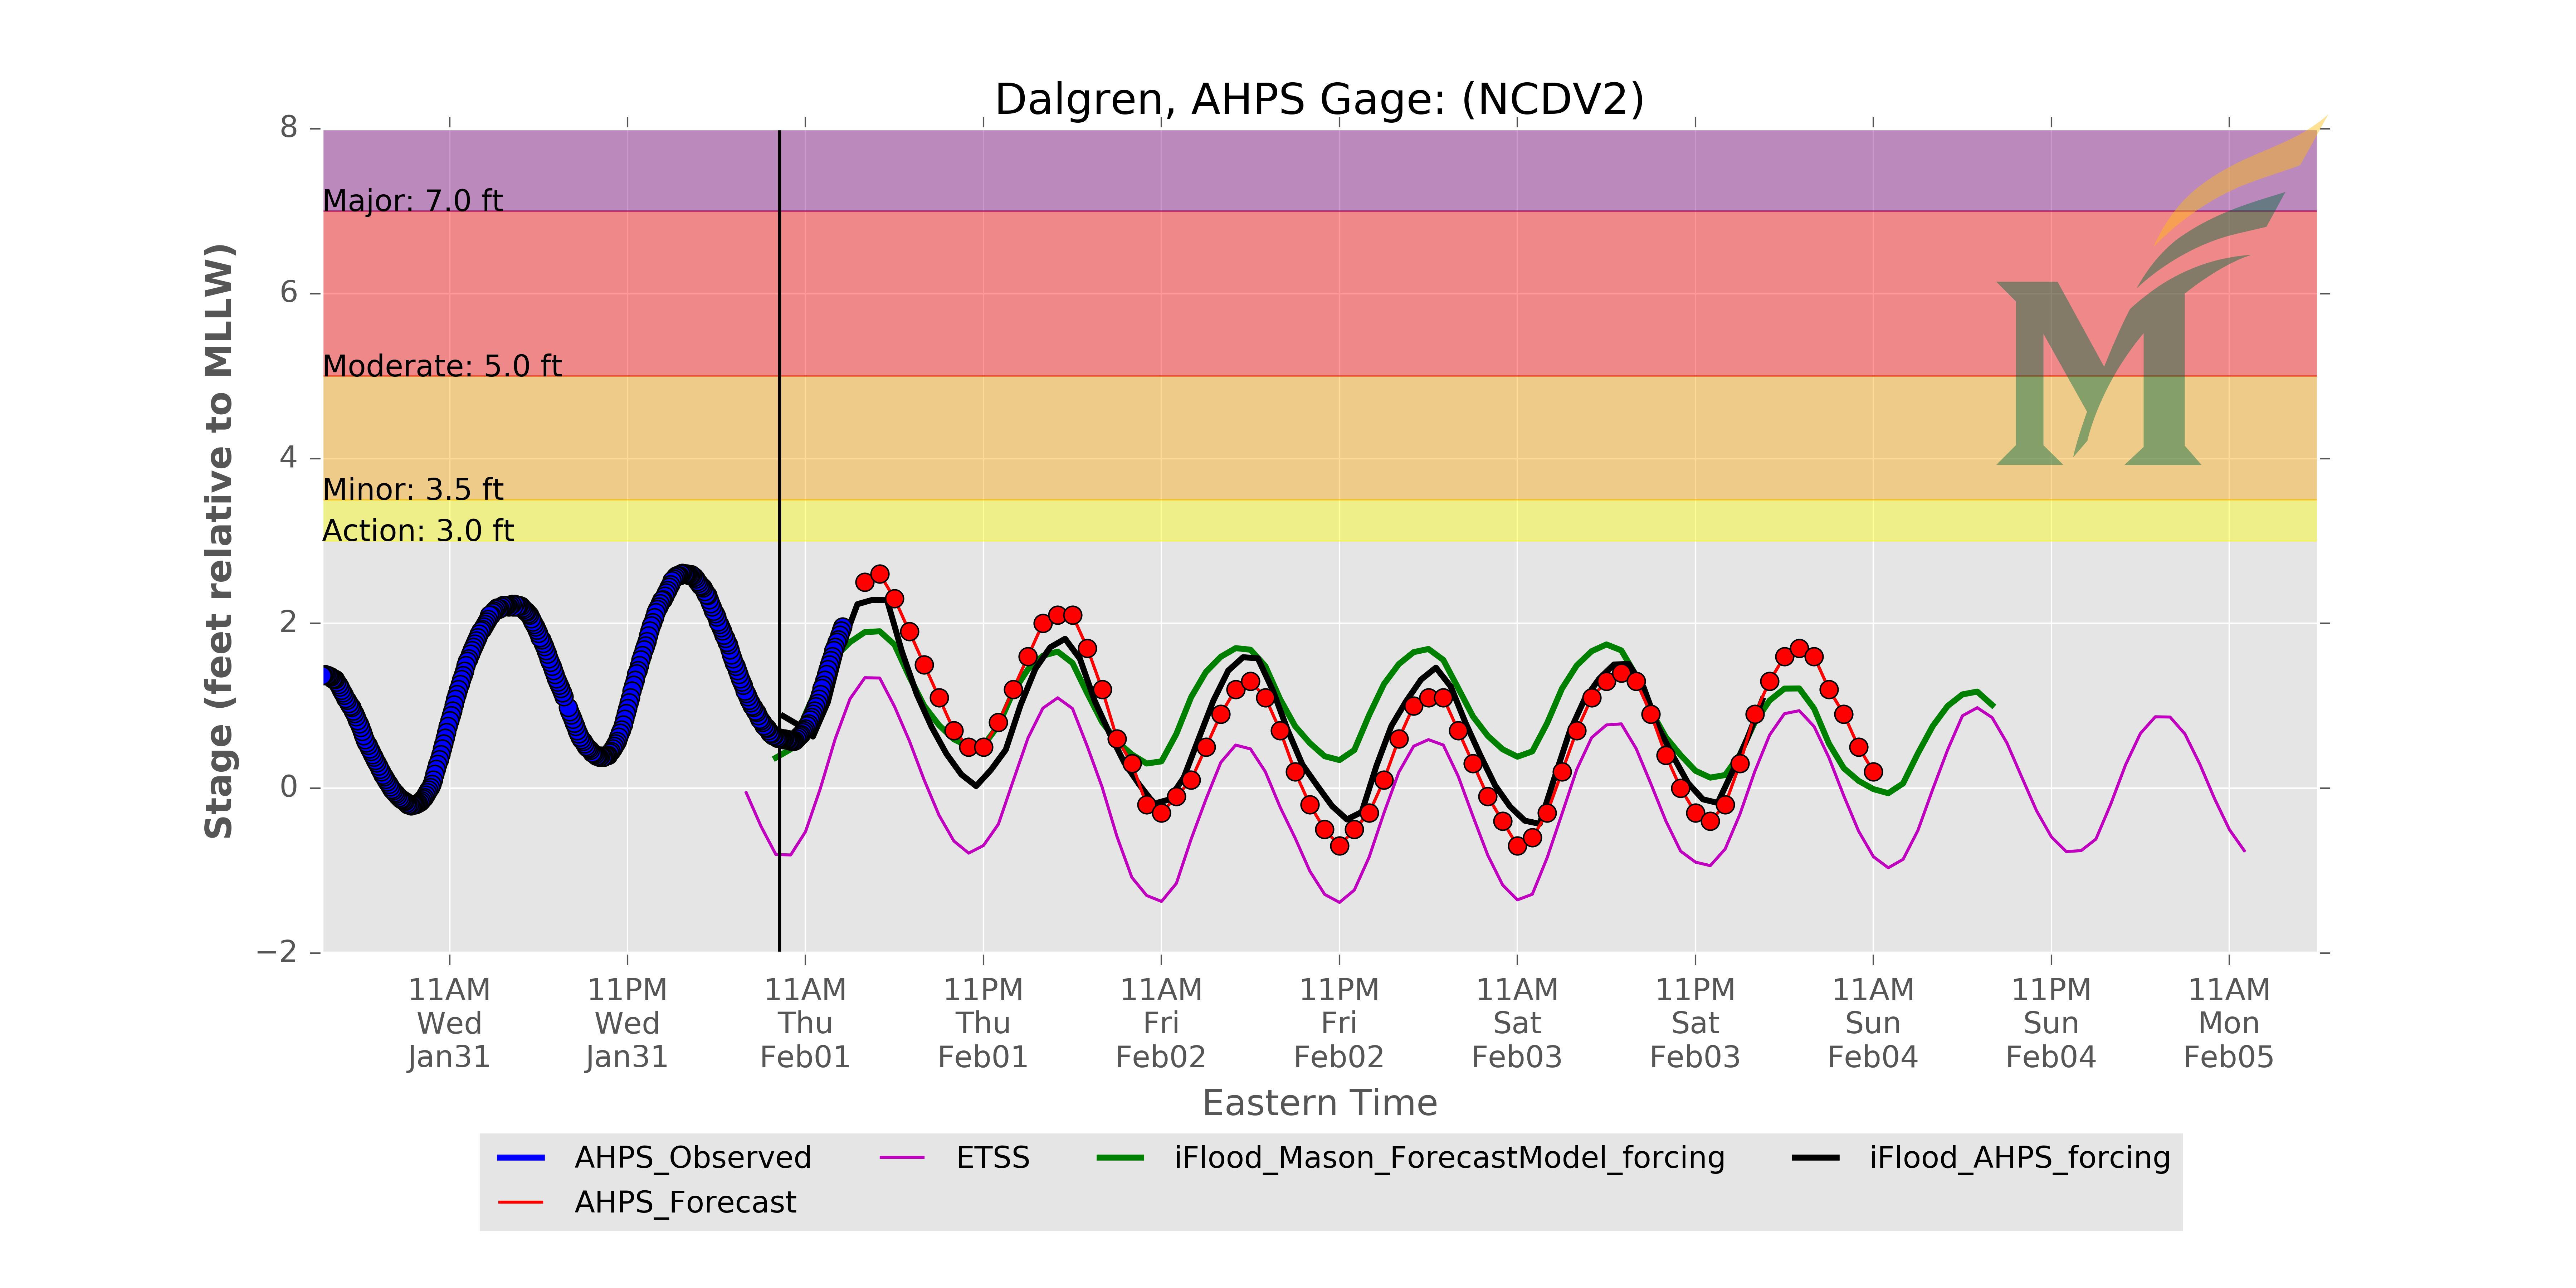 Dalgren, AHPS Gage: (NCDV2)
8
6
4
2
0
−2
Stage (feet relative to MLLW)
Major: 7.0 ft
Moderate: 5.0 ft
Minor: 3.5 ft
Action: 3.0 ft
M
11AM
Wed
Jan31
11PM
Wed
Jan31
11AM
Thu
Feb01
11PM
Thu
Feb01
11AM
Fri
Feb02
11PM
Fri
Feb02
11AM
Sat
Feb03
11PM
Sat
Feb03
11AM
Sun
Feb04
11PM
Sun
Feb04
11AM
Mon
Feb05
Eastern Time
AHPS_Observed
AHPS_Forecast
ETSS
iFlood_Mason_ForecastModel_forcing
iFlood_AHPS_forcing